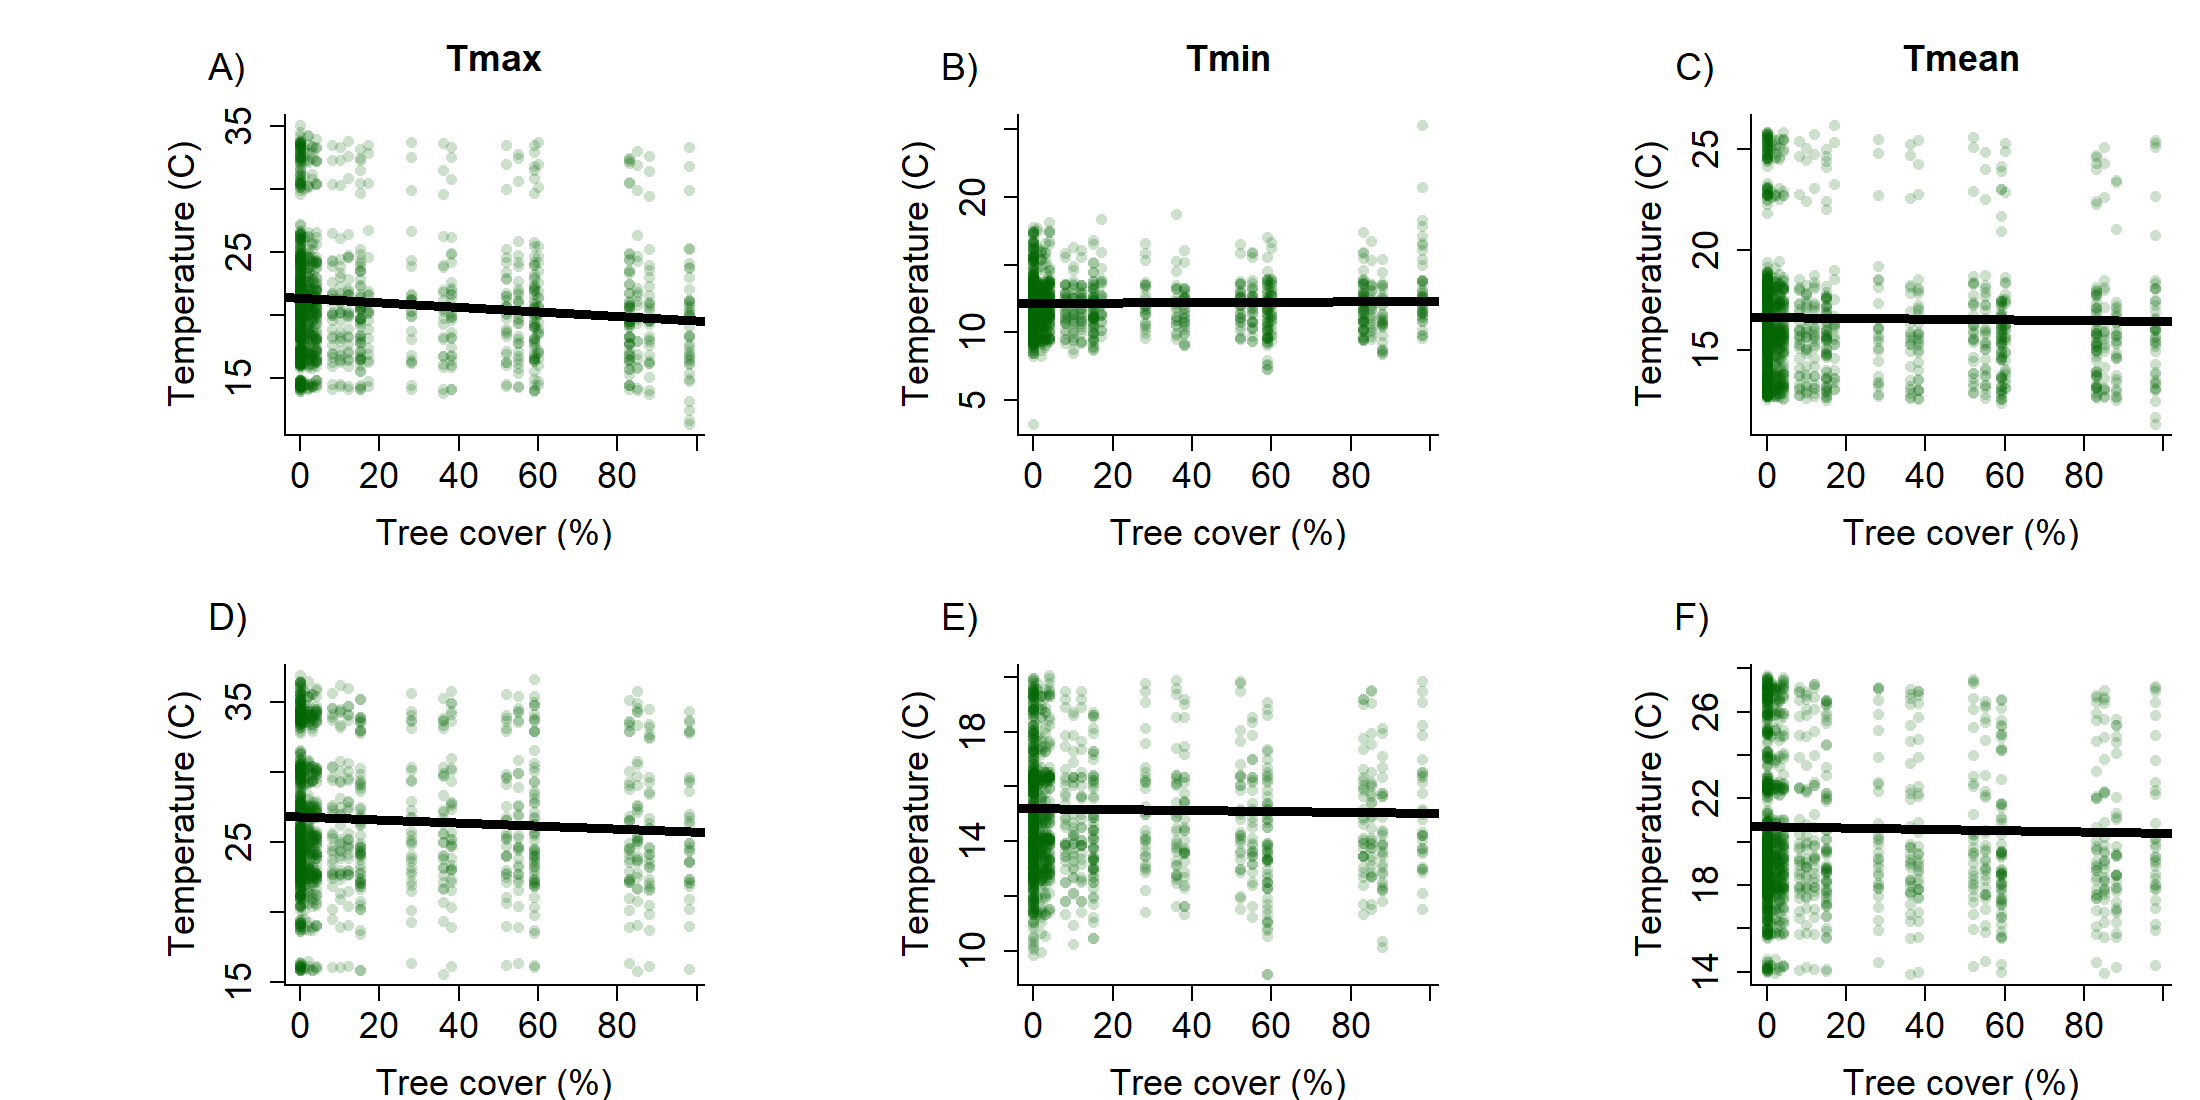 A) Tmax B) Tmin C) Tmean
Temperature (C) 15 25 35
0 20 40 60 80
Tree cover (%)
Temperature (C) 5 10 20
0 20 40 60 80
Tree cover (%)
Temperature (C) 15 20 25
0 20 40 60 80
Tree cover (%)
D) E) F)
Temperature (C) 15 25 35
0 20 40 60 80
Tree cover (%)
Temperature (C) 10 14 18
0 20 40 60 80
Tree cover (%)
Temperature (C) 14 18 22 26
0 20 40 60 80
Tree cover (%)